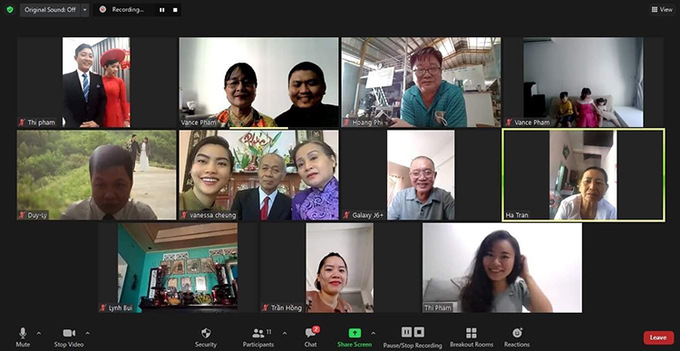 Original Sound: Off
Recording...
View
Thi pham
Vance Pham
Hoang Phi
Vance Pham
Duy-Ly
vanessa cheung
Galaxy J6+
Ha Tran
Lynh Bui
Trần Hồng
Thi Pham
Mute
Stop Video
Security
Participants
11
Chat
2
Share Screen
Pause/Stop Recording
Breakout Rooms
Reactions
Leave